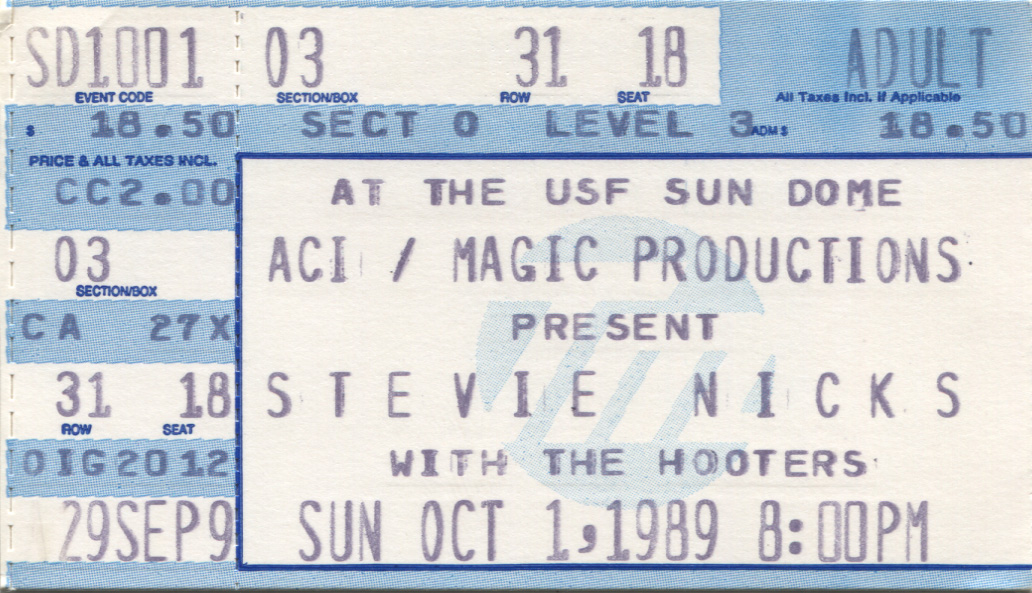 SD1001 03 31 18 ADULT
EVENT CODE SECTION/BOX ROW SEAT All Taxes Incl. If Applicable
$ 18.50 SECT 0 LEVEL 3 ADM $ 18.50
PRICE & ALL TAXES INCL.
CC2.00
03
SECTION/BOX
CA 27X
31 18
ROW SEAT
OIG2012
29SEP9
AT THE USF SUN DOME
ACI / MAGIC PRODUCTIONS
PRESENT
STEVIE NICKS
WITH THE HOOTERS
SUN OCT 1,1989 8:00PM